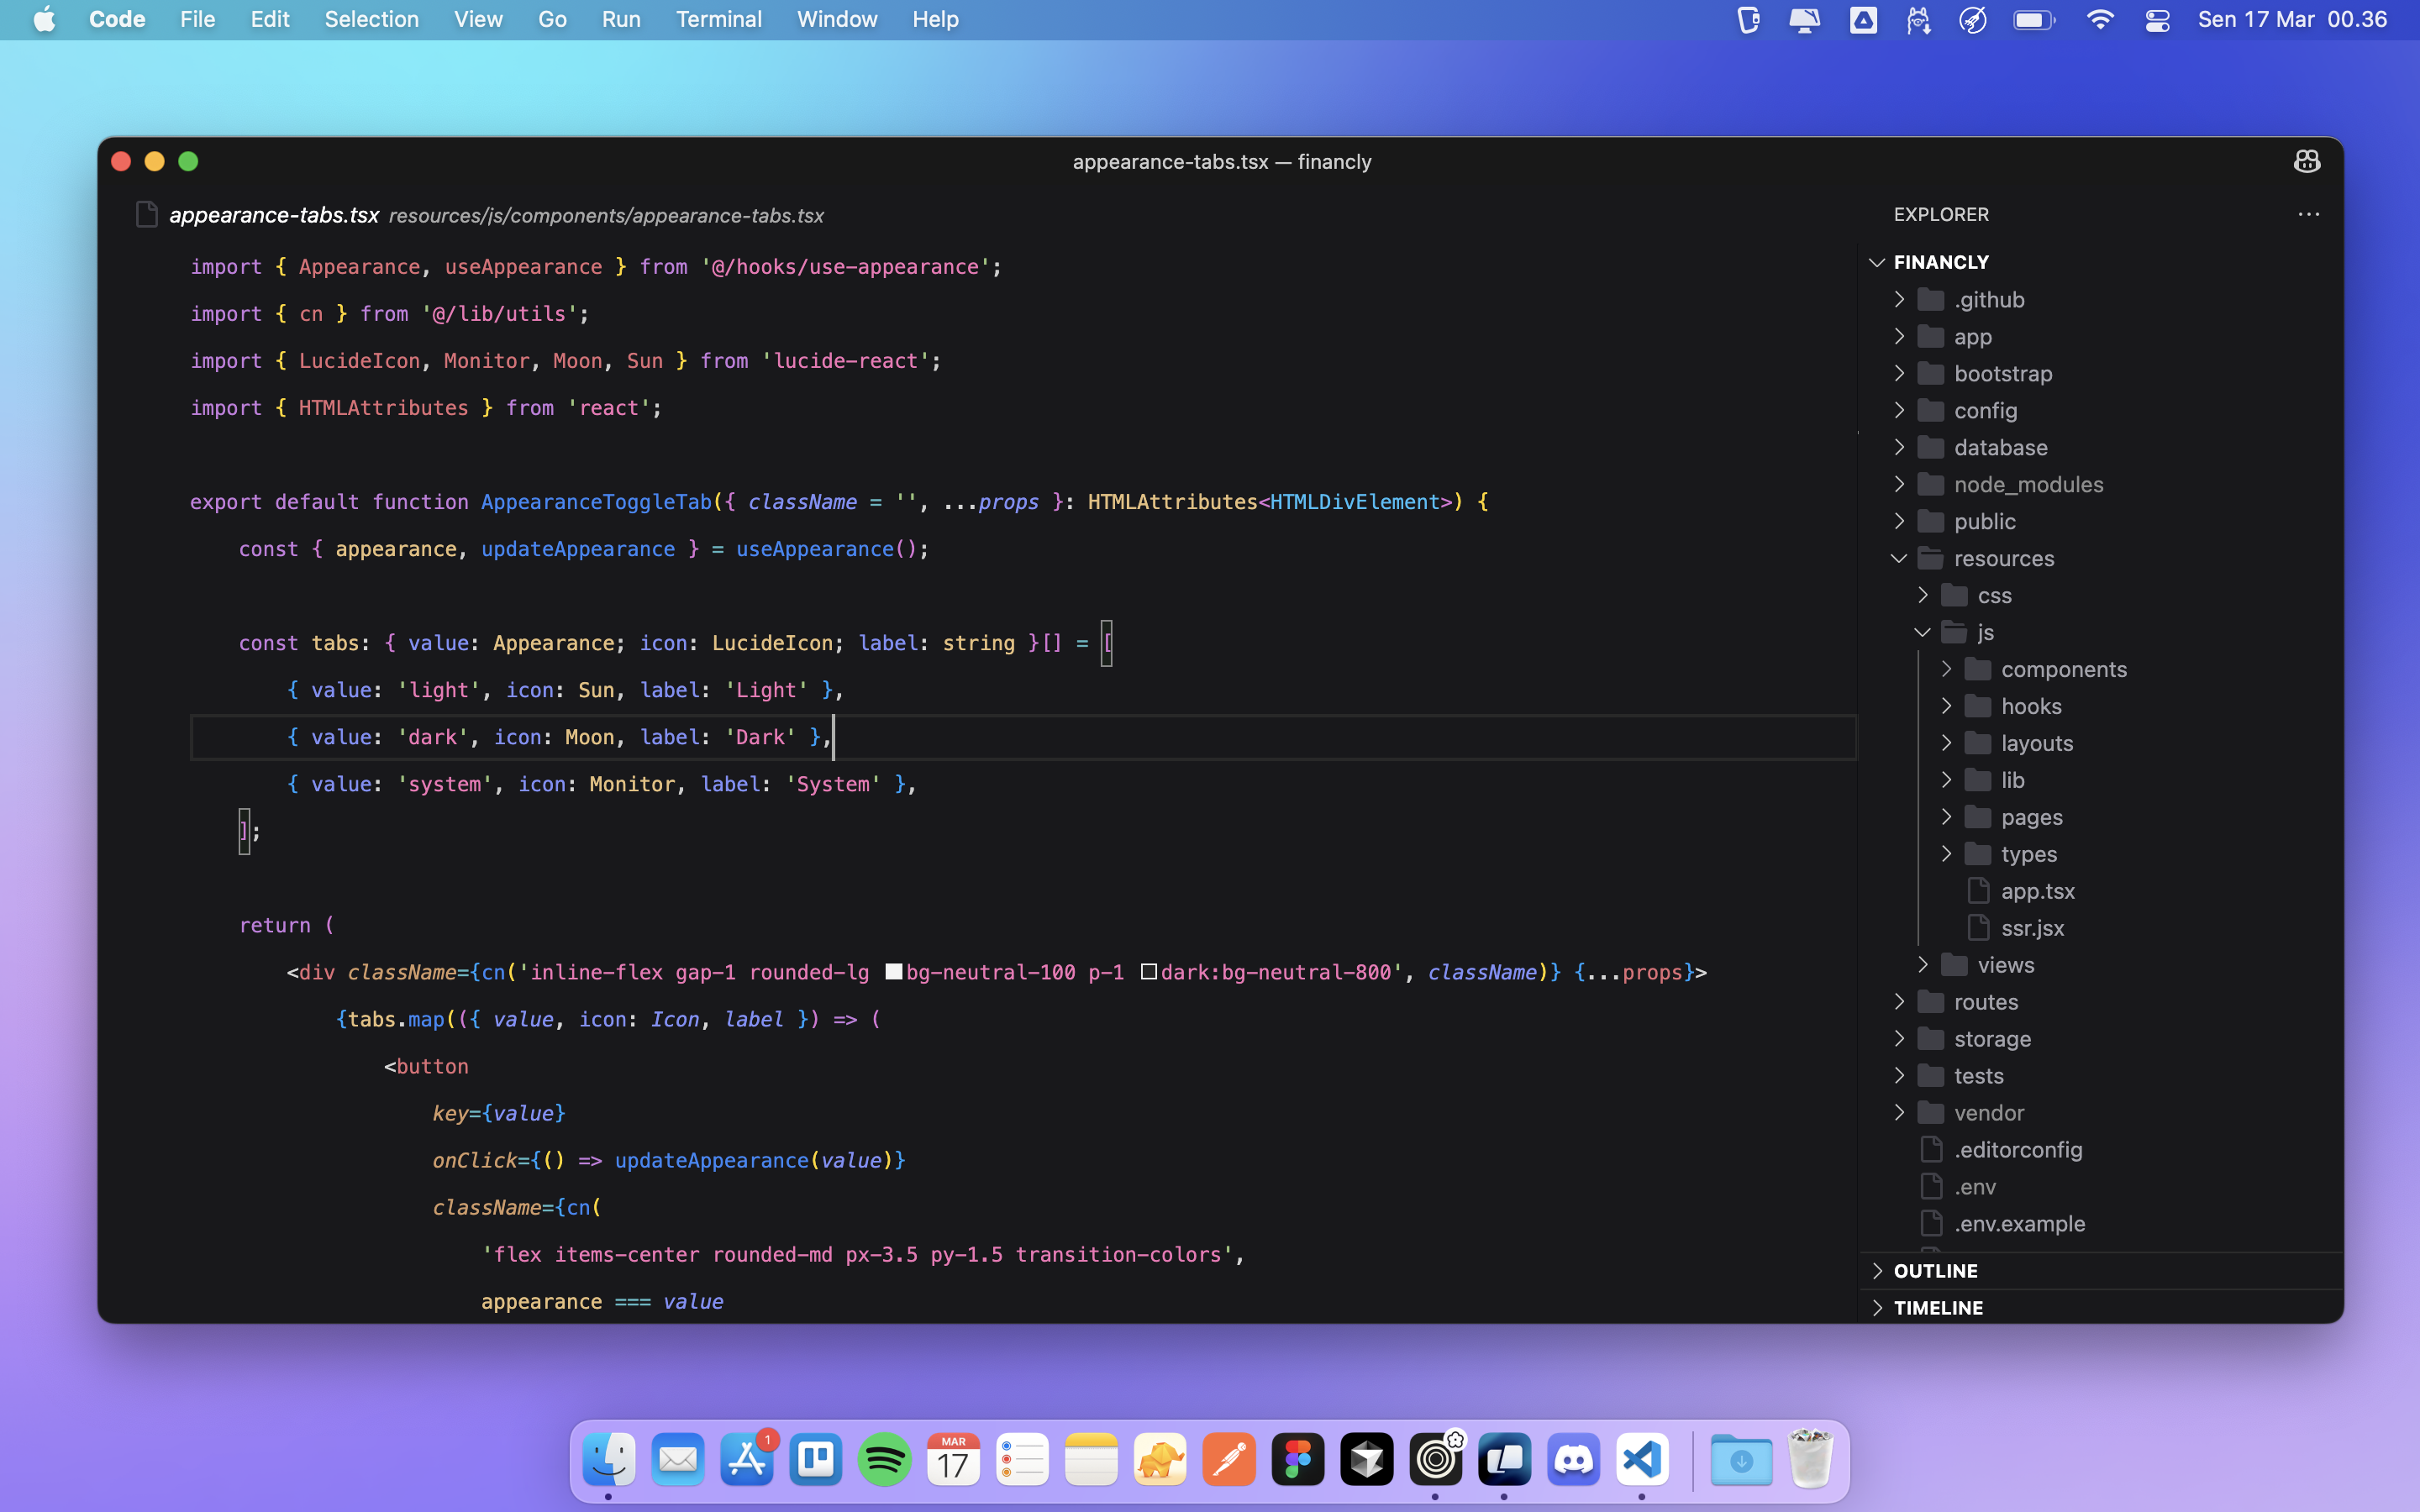 Code File Edit Selection View Go Run Terminal Window Help Sen 17 Mar 00.36
appearance-tabs.tsx — financly
appearance-tabs.tsx resources/js/components/appearance-tabs.tsx
import { Appearance, useAppearance } from '@/hooks/use-appearance';
import { cn } from '@/lib/utils';
import { LucideIcon, Monitor, Moon, Sun } from 'lucide-react';
import { HTMLAttributes } from 'react';
export default function AppearanceToggleTab({ className = '', ...props }: HTMLAttributes<HTMLDivElement>) {
const { appearance, updateAppearance } = useAppearance();
const tabs: { value: Appearance; icon: LucideIcon; label: string }[] = [
{ value: 'light', icon: Sun, label: 'Light' },
{ value: 'dark', icon: Moon, label: 'Dark' },
{ value: 'system', icon: Monitor, label: 'System' },
];
return (
<div className={cn('inline-flex gap-1 rounded-lg bg-neutral-100 p-1 dark:bg-neutral-800', className)} {...props}>
{tabs.map(({ value, icon: Icon, label }) => (
<button
key={value}
onClick={() => updateAppearance(value)}
className={cn(
'flex items-center rounded-md px-3.5 py-1.5 transition-colors',
appearance === value
EXPLORER
FINANCLY
.github
app
bootstrap
config
database
node_modules
public
resources
css
js
components
hooks
layouts
lib
pages
types
app.tsx
ssr.jsx
views
routes
storage
tests
vendor
.editorconfig
.env
.env.example
OUTLINE
TIMELINE
1
MAR
17